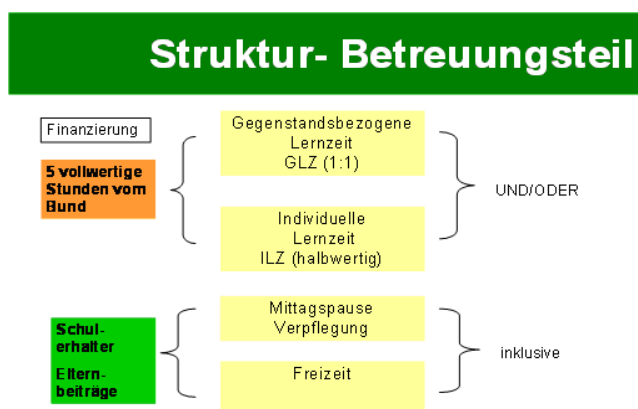 Struktur- Betreuungsteil
Finanzierung
5 vollwertige
Stunden vom
Bund
Gegenstandsbezogene
Lernzeit
GLZ (1:1)
UND/ODER
Individuelle
Lernzeit
ILZ (halbwertig)
Schul-
erhalter
Eltern-
beiträge
Mittagspause
Verpflegung
Freizeit
inklusive